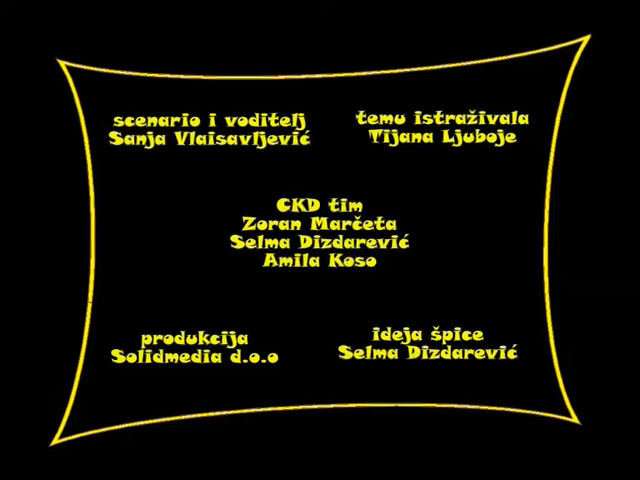 scenario i voditelj
Sanja Vlaisavljević
temu istraživala
Tijana Ljuboje
CKD tim
Zoran Marčeta
Selma Dizdarević
Amila Koso
produkcija
Solidmedia d.o.o
ideja špice
Selma Dizdarević